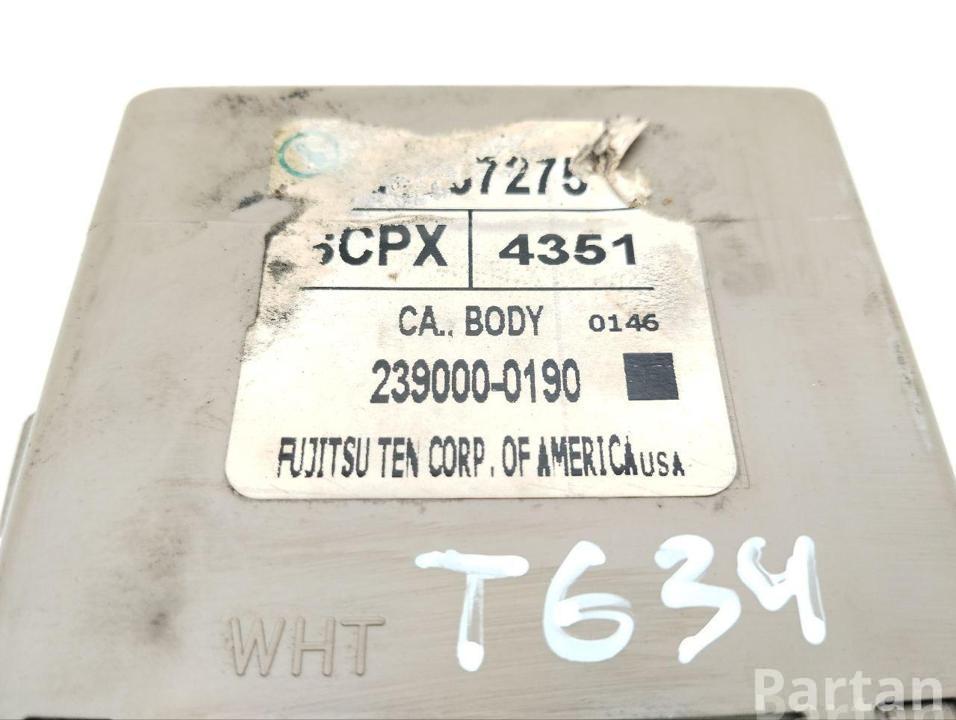 CPX 4351
CA., BODY 0146
239000-0190
FUJITSU TEN CORP. OF AMERICA USA
T634
WHT
Partan